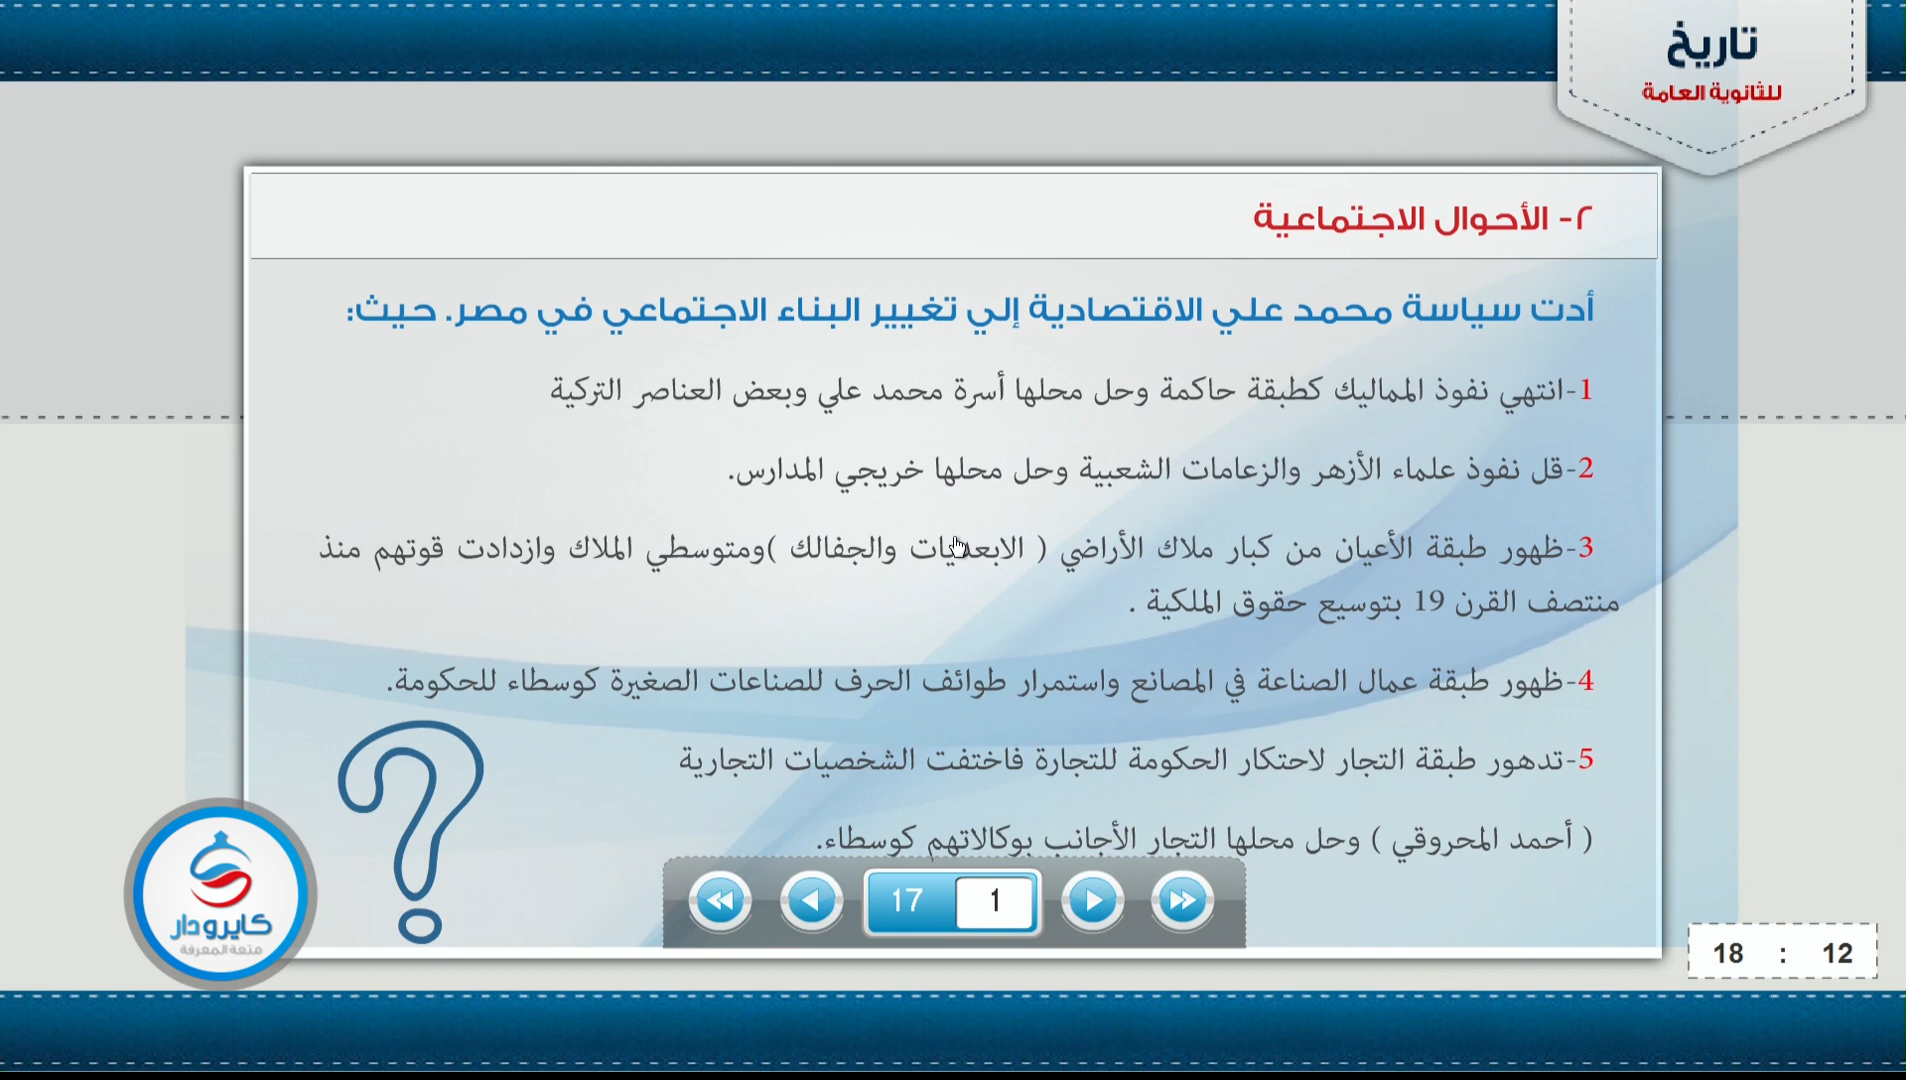 تاريخ
للثانوية العامة
٢- الأحوال الاجتماعية
أدت سياسة محمد علي الاقتصادية إلي تغيير البناء الاجتماعي في مصر. حيث:
1-انتهي نفوذ المماليك كطبقة حاكمة وحل محلها أسرة محمد علي وبعض العناصر التركية
2-قل نفوذ علماء الأزهر والزعامات الشعبية وحل محلها خريجي المدارس.
3-ظهور طبقة الأعيان من كبار ملاك الأراضي ( الابعديات والجفالك )ومتوسطي الملاك وازدادت قوتهم منذ
منتصف القرن 19 بتوسيع حقوق الملكية .
4-ظهور طبقة عمال الصناعة في المصانع واستمرار طوائف الحرف للصناعات الصغيرة كوسطاء للحكومة.
5-تدهور طبقة التجار لاحتكار الحكومة للتجارة فاختفت الشخصيات التجارية
( أحمد المحروقي ) وحل محلها التجار الأجانب بوكالاتهم كوسطاء.
17 1
كايرودار
متعة المعرفة
18 : 12